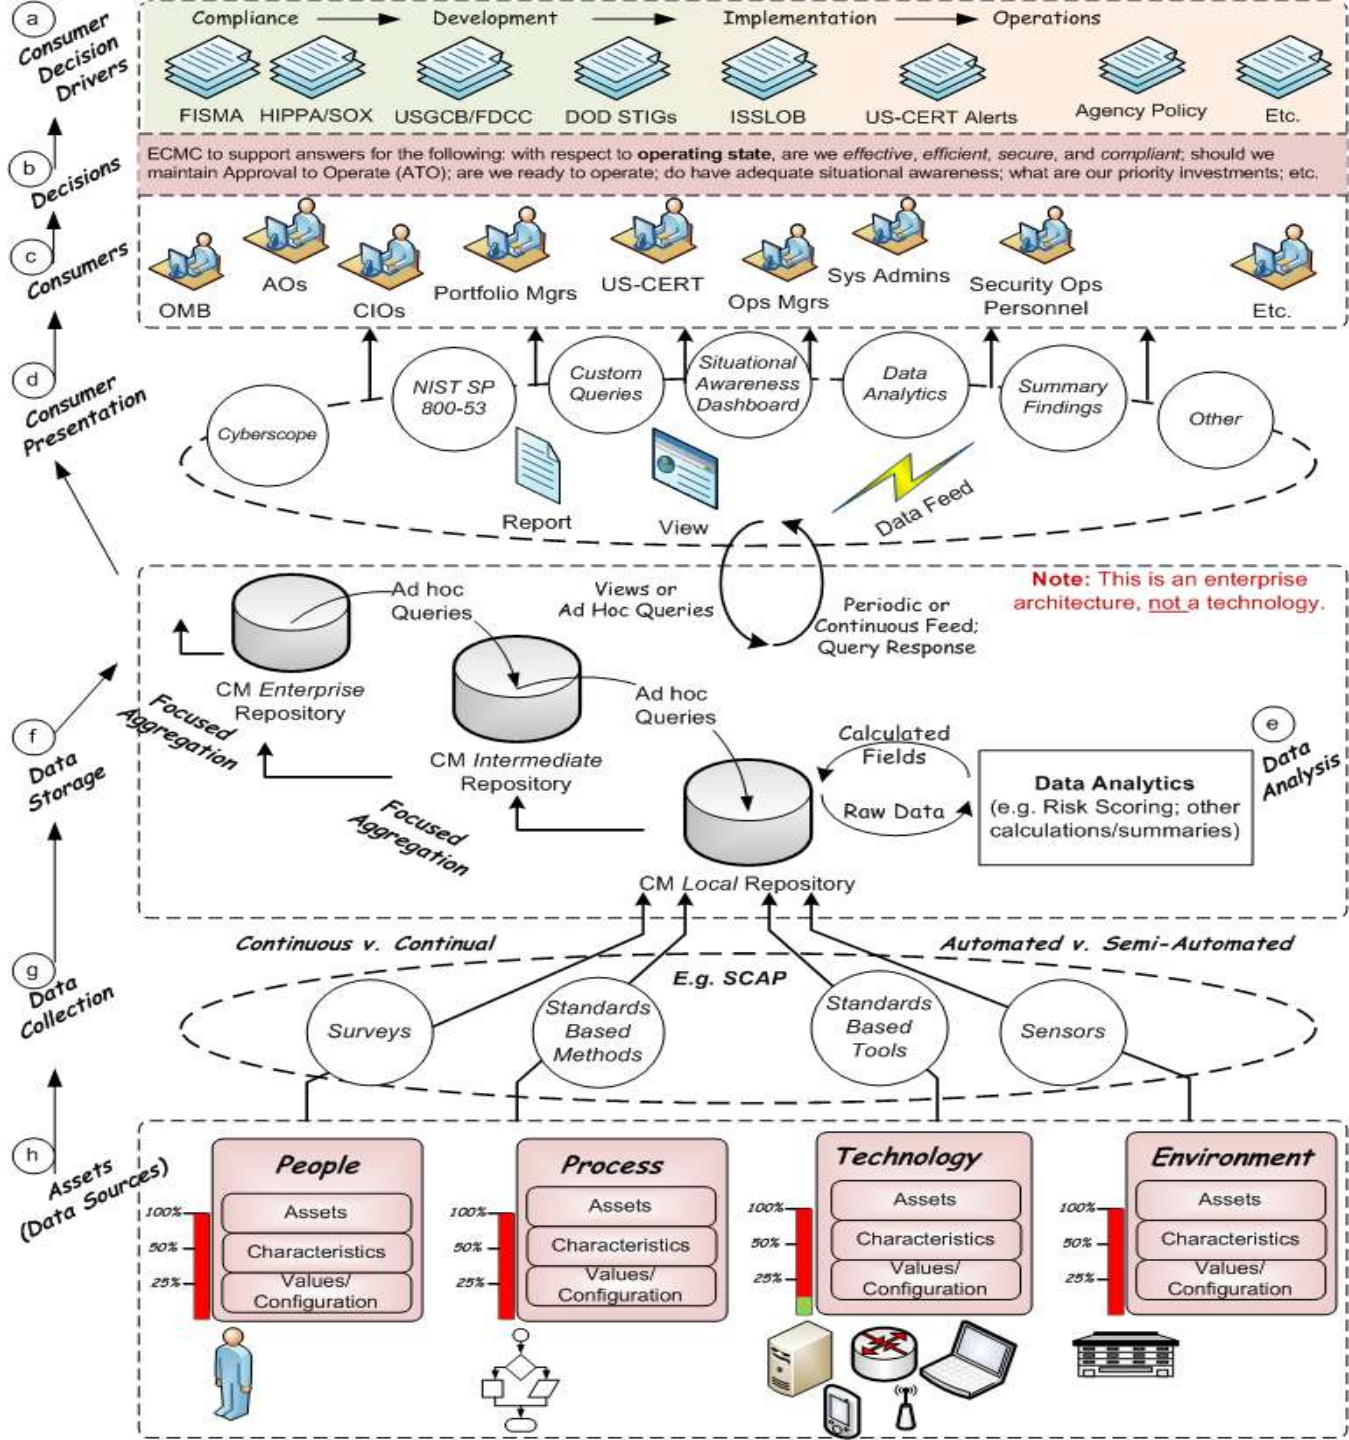 a
Consumer
Decision
Drivers
Compliance
Development
Implementation
Operations
FISMA
HIPPA/SOX
USGCB/FDCC
DOD STIGs
ISSLOB
US-CERT Alerts
Agency Policy
Etc.
b
Decisions
ECMC to support answers for the following: with respect to operating state, are we effective, efficient, secure, and compliant; should we
maintain Approval to Operate (ATO); are we ready to operate; do have adequate situational awareness; what are our priority investments; etc.
c
Consumers
OMB
AOs
CIOs
Portfolio Mgrs
US-CERT
Ops Mgrs
Sys Admins
Security Ops
Personnel
Etc.
d
Consumer
Presentation
Cyberscope
NIST SP
800-53
Custom
Queries
Situational
Awareness
Dashboard
Data
Analytics
Summary
Findings
Other
Report
View
Data Feed
Views or
Ad Hoc Queries
Periodic or
Continuous Feed;
Query Response
Note: This is an enterprise
architecture, not a technology.
f
Data
Storage
Ad hoc
Queries
CM Enterprise
Repository
Focused
Aggregation
Ad hoc
Queries
CM Intermediate
Repository
Focused
Aggregation
CM Local Repository
Calculated
Fields
Raw Data
e
Data
Analysis
Data Analytics
(e.g. Risk Scoring; other
calculations/summaries)
g
Data
Collection
Continuous v. Continual
Automated v. Semi-Automated
E.g. SCAP
Surveys
Standards
Based
Methods
Standards
Based
Tools
Sensors
h
Assets
(Data Sources)
People
Assets
Characteristics
Values/
Configuration
100%
50%
25%
Process
Assets
Characteristics
Values/
Configuration
100%
50%
25%
Technology
Assets
Characteristics
Values/
Configuration
100%
50%
25%
Environment
Assets
Characteristics
Values/
Configuration
100%
50%
25%